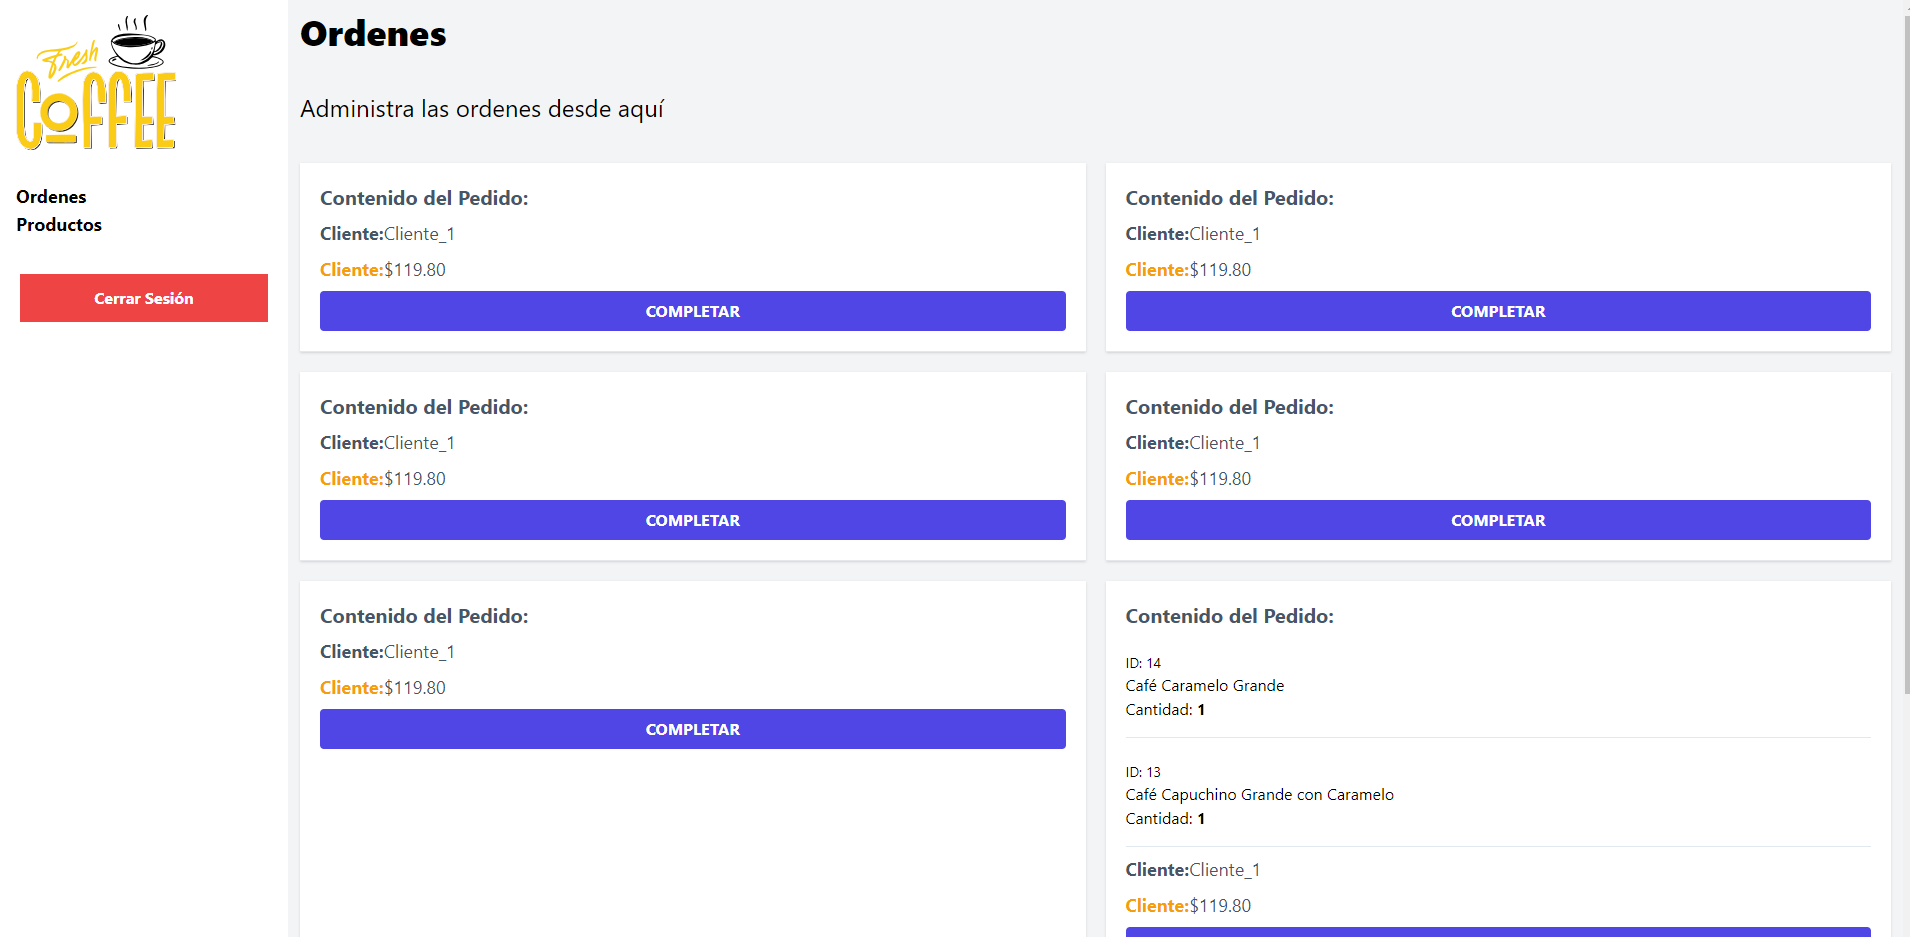 Fresh
COFFEE
Ordenes
Productos
Cerrar Sesión
Ordenes
Administra las ordenes desde aquí
Contenido del Pedido:
Cliente:Cliente_1
Cliente:$119.80
COMPLETAR
Contenido del Pedido:
Cliente:Cliente_1
Cliente:$119.80
COMPLETAR
Contenido del Pedido:
Cliente:Cliente_1
Cliente:$119.80
COMPLETAR
Contenido del Pedido:
Cliente:Cliente_1
Cliente:$119.80
COMPLETAR
Contenido del Pedido:
Cliente:Cliente_1
Cliente:$119.80
COMPLETAR
Contenido del Pedido:
ID: 14
Café Caramelo Grande
Cantidad: 1
ID: 13
Café Capuchino Grande con Caramelo
Cantidad: 1
Cliente:Cliente_1
Cliente:$119.80